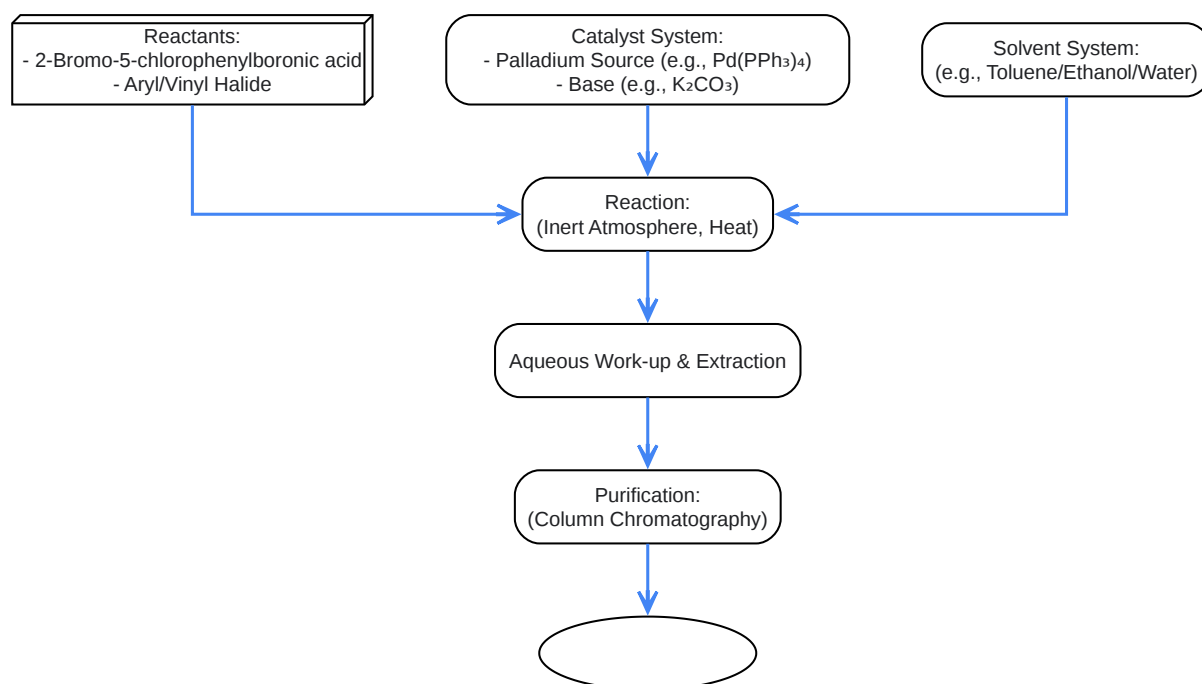 Reactants:
- 2-Bromo-5-chlorophenylboronic acid
- Aryl/Vinyl Halide
Catalyst System:
- Palladium Source (e.g., Pd(PPh₃)₄)
- Base (e.g., K₂CO₃)
Solvent System:
(e.g., Toluene/Ethanol/Water)
Reaction:
(Inert Atmosphere, Heat)
Aqueous Work-up & Extraction
Purification:
(Column Chromatography)